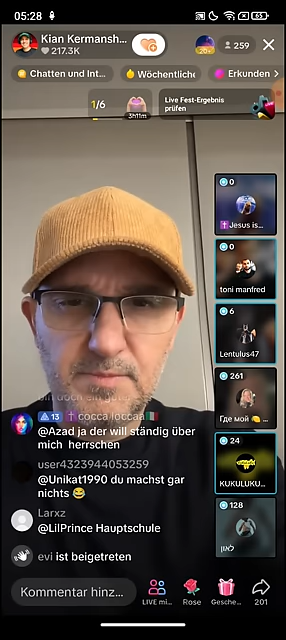 05:28
65
Kian Kermansh...
217.3K
20+
259
Chatten und Int...
Wöchentliche
Erkunden >
1/6
3h11m
Live Fest-Ergebnis
prüfen
0
Jesus is...
0
toni manfred
6
Lentulus47
261
Где мой
24
KUKULUKU...
128
לאון
13 cocca loccaa
@Azad ja der will ständig über
mich herrschen
user4323944053259
@Unikat1990 du machst gar
nichts 😂
Larxz
@LilPrince Hauptschule
evi ist beigetreten
Kommentar hinz...
LIVE mi...
Rose
Gesche...
201